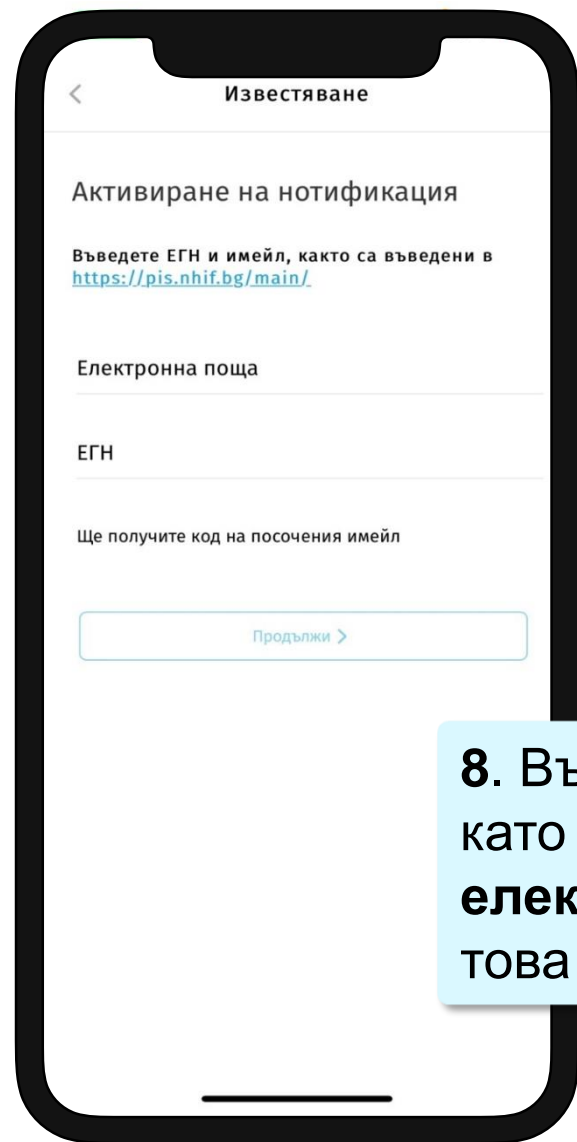 Известяване
Активиране на нотификация
Въведете ЕГН и имейл, както са въведени в
https://pis.nhif.bg/main/
Електронна поща
ЕГН
Ще получите код на посочения имейл
Продължи
8. Въ
като
елек
това